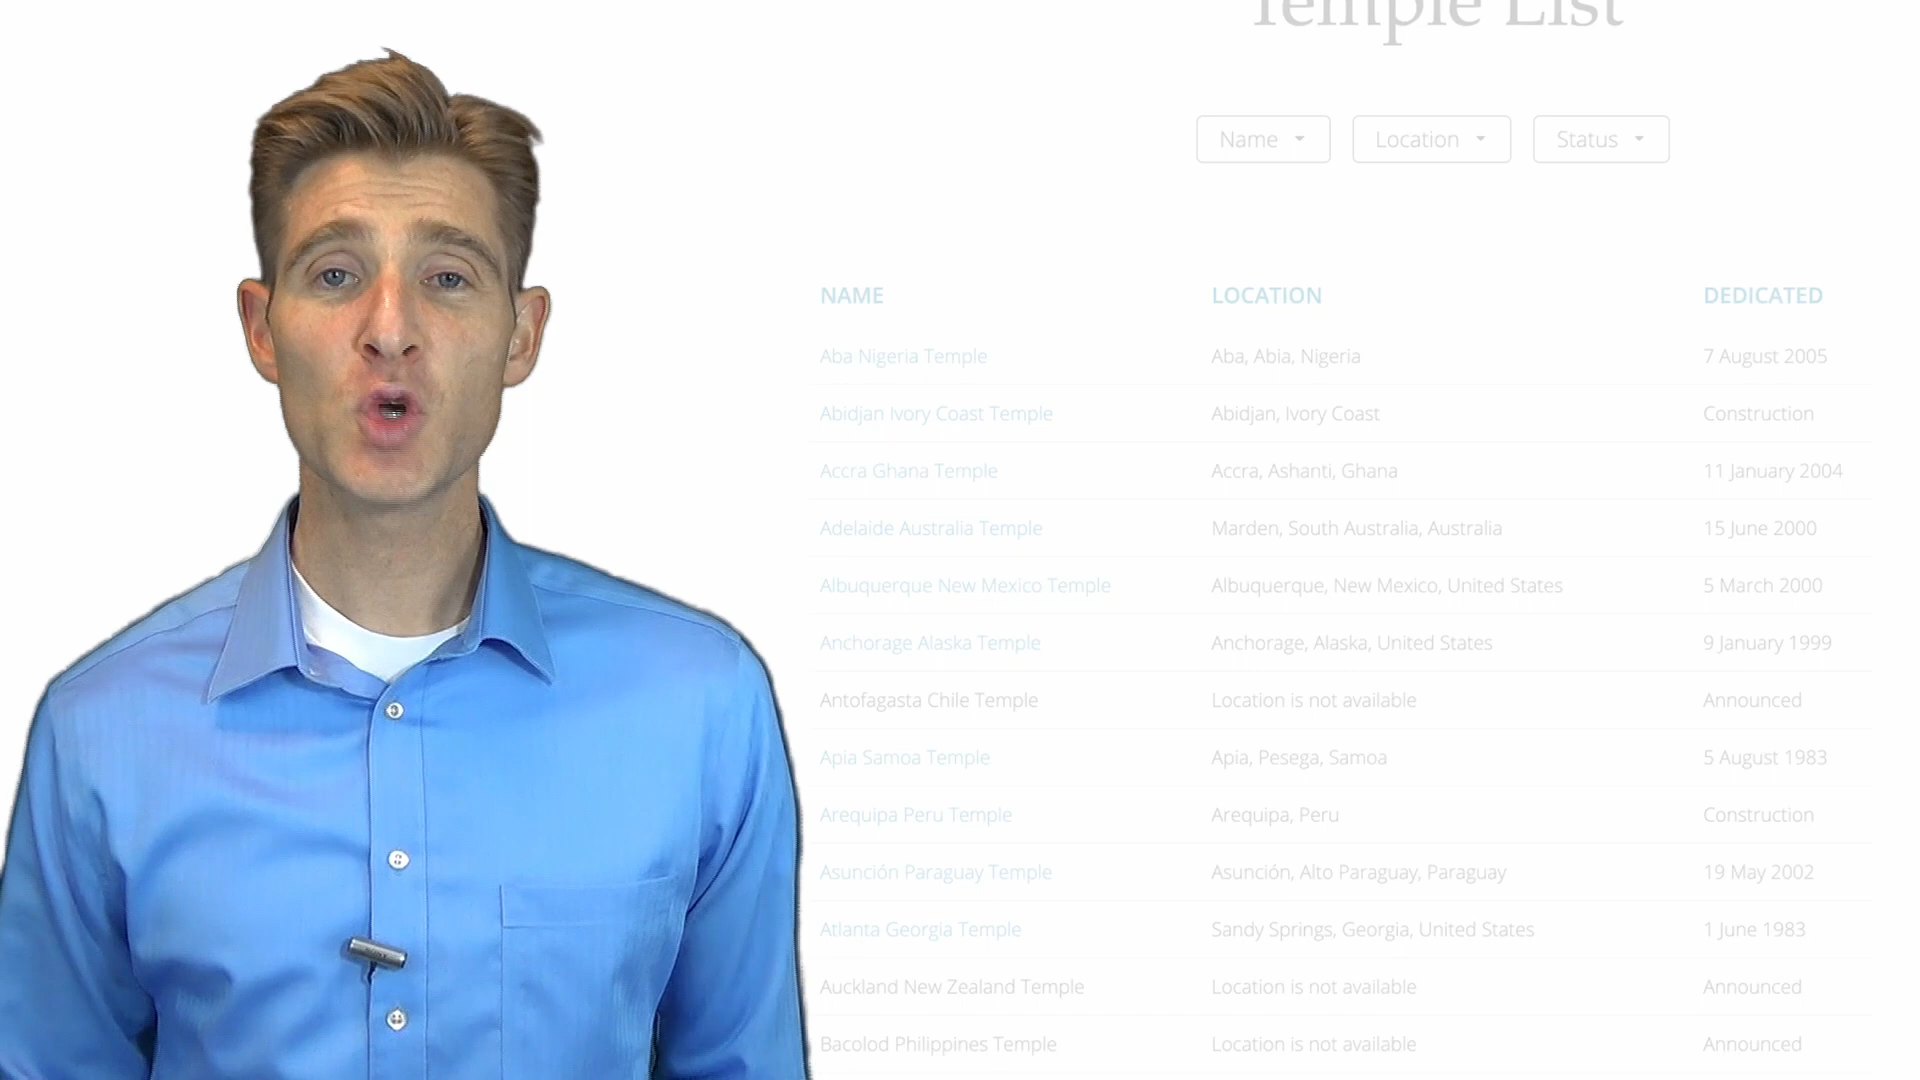 Temple List
Name Location Status
NAME LOCATION DEDICATED
Aba Nigeria Temple Aba, Abia, Nigeria 7 August 2005
Abidjan Ivory Coast Temple Abidjan, Ivory Coast Construction
Accra Ghana Temple Accra, Ashanti, Ghana 11 January 2004
Adelaide Australia Temple Marden, South Australia, Australia 15 June 2000
Albuquerque New Mexico Temple Albuquerque, New Mexico, United States 5 March 2000
Anchorage Alaska Temple Anchorage, Alaska, United States 9 January 1999
Antofagasta Chile Temple Location is not available Announced
Apia Samoa Temple Apia, Pesega, Samoa 5 August 1983
Arequipa Peru Temple Arequipa, Peru Construction
Asunción Paraguay Temple Asunción, Alto Paraguay, Paraguay 19 May 2002
Atlanta Georgia Temple Sandy Springs, Georgia, United States 1 June 1983
Auckland New Zealand Temple Location is not available Announced
Bacolod Philippines Temple Location is not available Announced